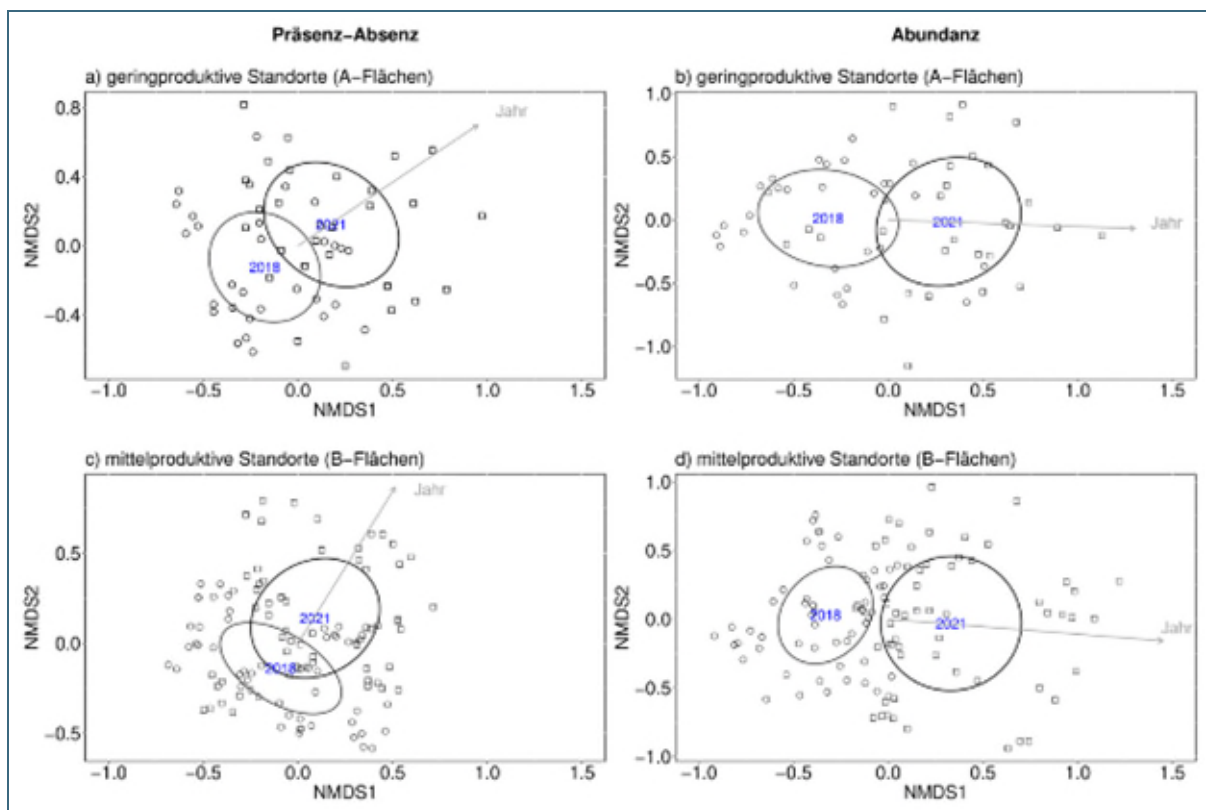 Präsenz-Absenz
Abundanz
a) geringproduktive Standorte (A-Flächen)
0.8
0.4
0.0
-0.4
NMDS2
Jahr
2021
2018
-1.0 -0.5 0.0 0.5 1.0 1.5
NMDS1
b) geringproduktive Standorte (A-Flächen)
1.0
0.5
0.0
-0.5
-1.0
NMDS2
2018
2021
Jahr
-1.0 -0.5 0.0 0.5 1.0 1.5
NMDS1
c) mittelproduktive Standorte (B-Flächen)
0.5
0.0
-0.5
NMDS2
Jahr
2021
2018
-1.0 -0.5 0.0 0.5 1.0 1.5
NMDS1
d) mittelproduktive Standorte (B-Flächen)
1.0
0.5
0.0
-0.5
-1.0
NMDS2
2018
2021
Jahr
-1.0 -0.5 0.0 0.5 1.0 1.5
NMDS1